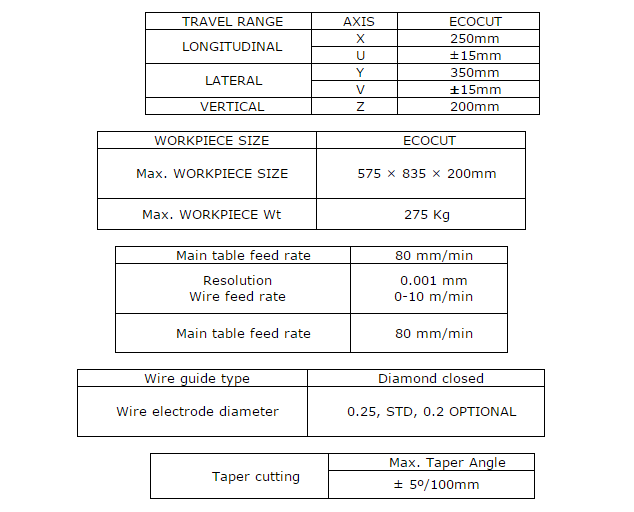 TRAVEL RANGE AXIS ECOCUT
LONGITUDINAL X 250mm
U ±15mm
LATERAL Y 350mm
V ±15mm
VERTICAL Z 200mm
WORKPIECE SIZE ECOCUT
Max. WORKPIECE SIZE 575 × 835 × 200mm
Max. WORKPIECE Wt 275 Kg
Main table feed rate 80 mm/min
Resolution 0.001 mm
Wire feed rate 0-10 m/min
Main table feed rate 80 mm/min
Wire guide type Diamond closed
Wire electrode diameter 0.25, STD, 0.2 OPTIONAL
Taper cutting Max. Taper Angle
± 5º/100mm